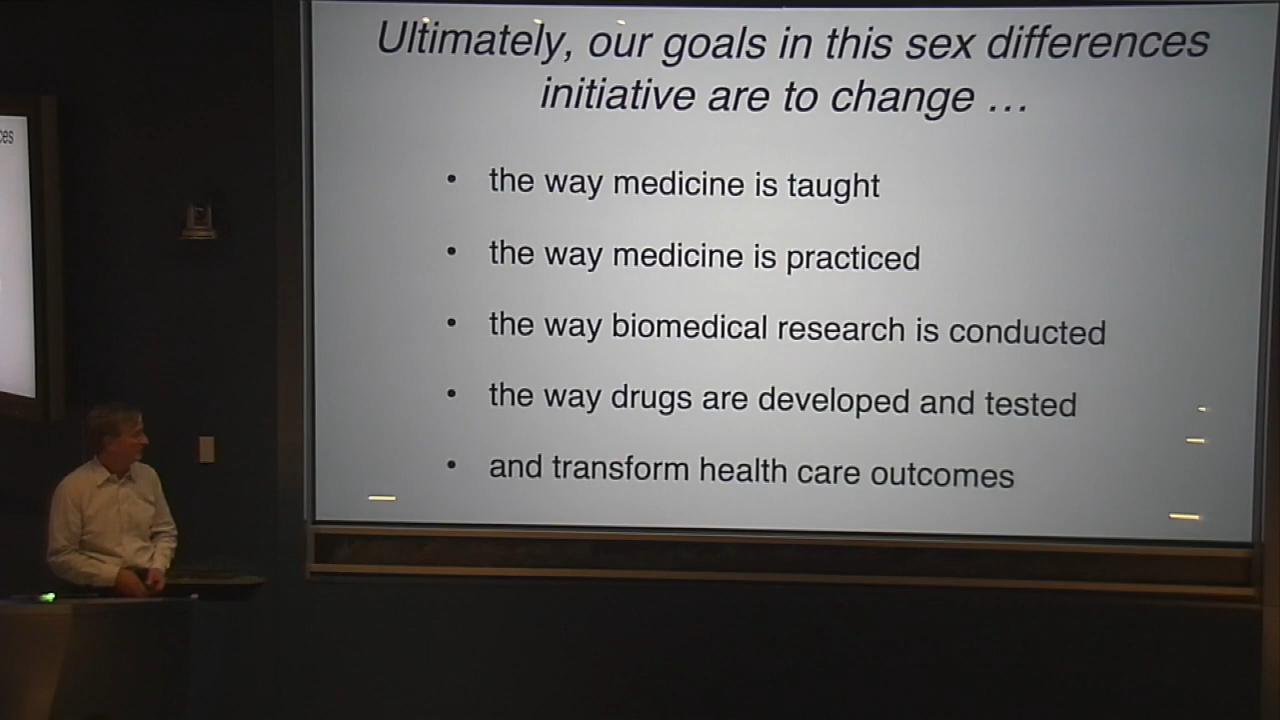 Ultimately, our goals in this sex differences
initiative are to change …
• the way medicine is taught
• the way medicine is practiced
• the way biomedical research is conducted
• the way drugs are developed and tested
• and transform health care outcomes